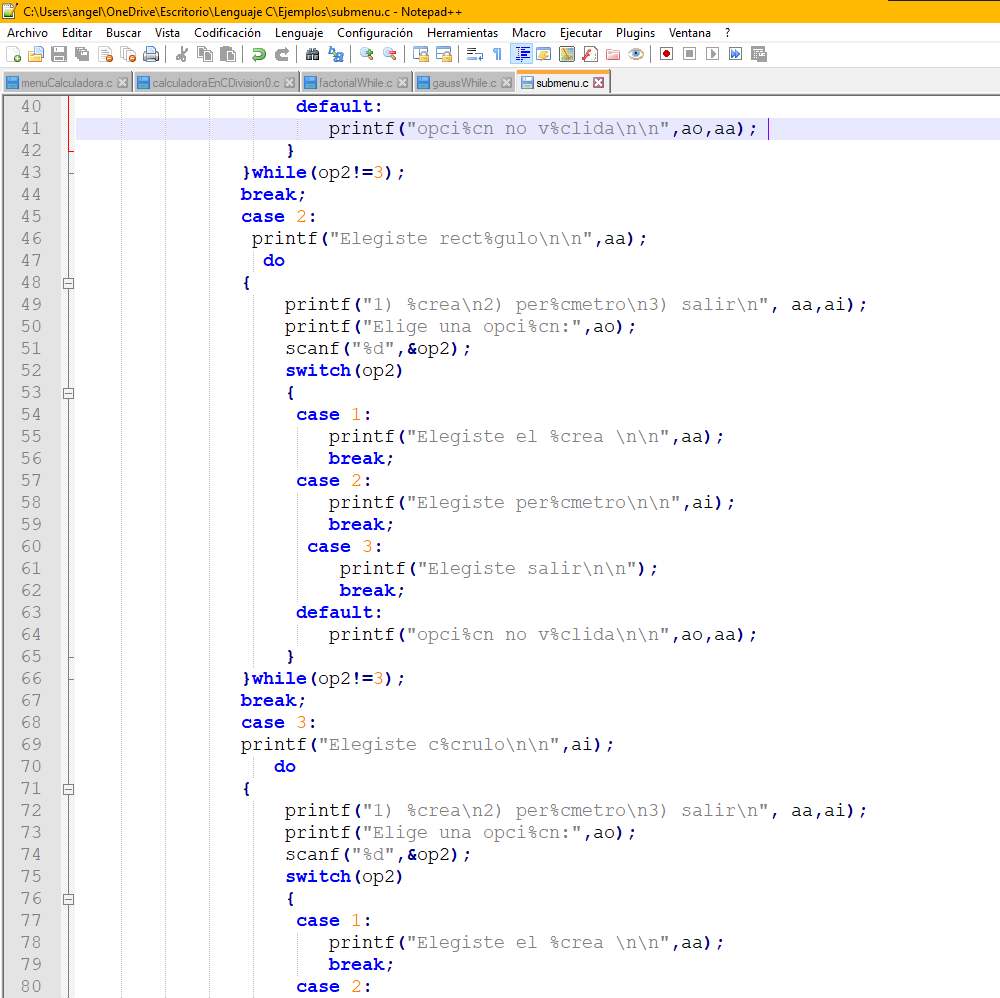 C:\Users\angel\OneDrive\Escritorio\Lenguaje C\Ejemplos\submenu.c - Notepad++
Archivo Editar Buscar Vista Codificación Lenguaje Configuración Herramientas Macro Ejecutar Plugins Ventana ?
menuCalculadora.c calculadoraEnCDivision0.c factorialWhile.c gaussWhile.c submenu.c
40 default:
41 printf("opci%cn no v%clida\n\n",ao,aa);
42 }
43 }while(op2!=3);
44 break;
45 case 2:
46 printf("Elegiste rect%gulo\n\n",aa);
47 do
48 {
49 printf("1) %crea\n2) per%cmetro\n3) salir\n", aa,ai);
50 printf("Elige una opci%cn:",ao);
51 scanf("%d",&op2);
52 switch(op2)
53 {
54 case 1:
55 printf("Elegiste el %crea \n\n",aa);
56 break;
57 case 2:
58 printf("Elegiste per%cmetro\n\n",ai);
59 break;
60 case 3:
61 printf("Elegiste salir\n\n");
62 break;
63 default:
64 printf("opci%cn no v%clida\n\n",ao,aa);
65 }
66 }while(op2!=3);
67 break;
68 case 3:
69 printf("Elegiste c%crulo\n\n",ai);
70 do
71 {
72 printf("1) %crea\n2) per%cmetro\n3) salir\n", aa,ai);
73 printf("Elige una opci%cn:",ao);
74 scanf("%d",&op2);
75 switch(op2)
76 {
77 case 1:
78 printf("Elegiste el %crea \n\n",aa);
79 break;
80 case 2: